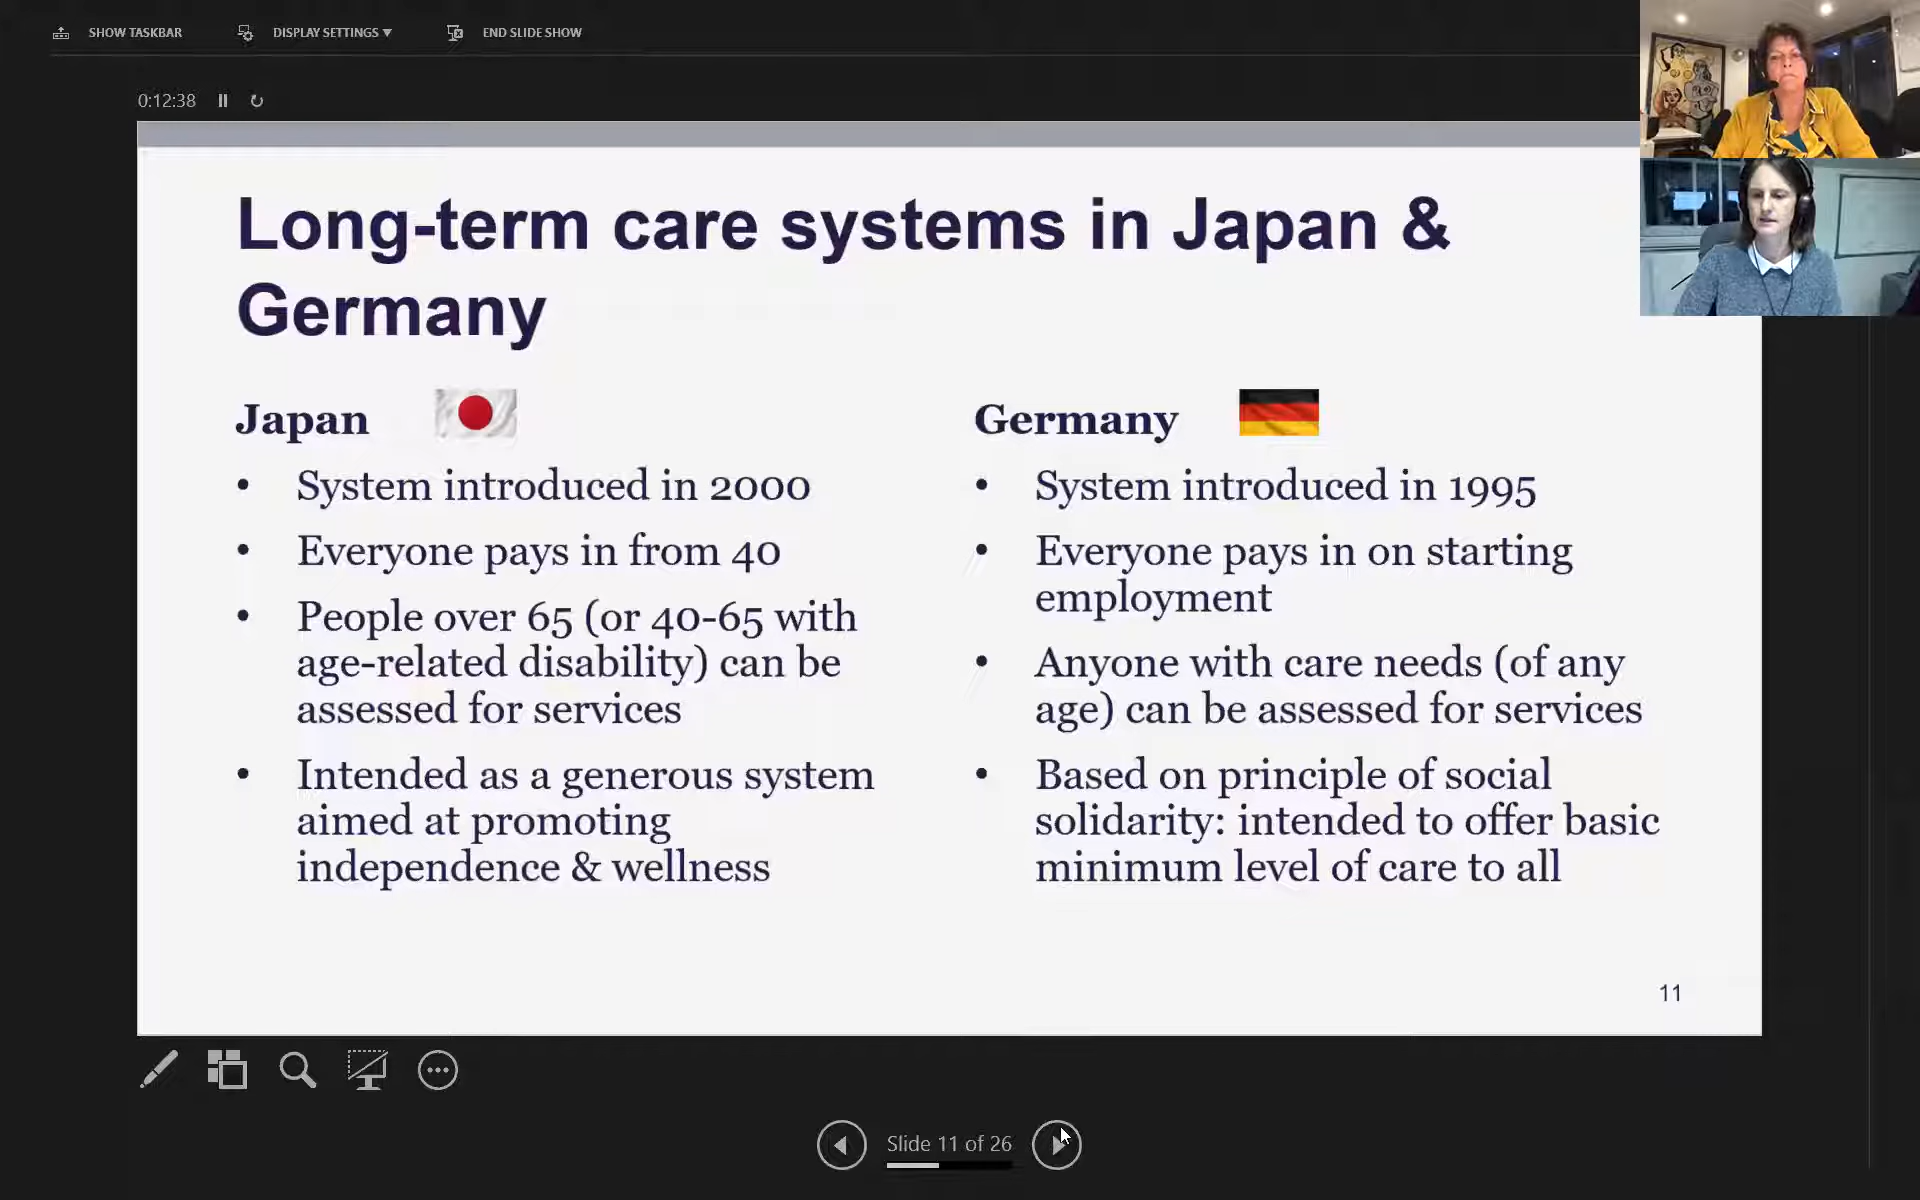 SHOW TASKBAR
DISPLAY SETTINGS
END SLIDE SHOW
0:12:38
Long-term care systems in Japan &
Germany
Japan
• System introduced in 2000
• Everyone pays in from 40
• People over 65 (or 40-65 with
age-related disability) can be
assessed for services
• Intended as a generous system
aimed at promoting
independence & wellness
Germany
• System introduced in 1995
• Everyone pays in on starting
employment
• Anyone with care needs (of any
age) can be assessed for services
• Based on principle of social
solidarity: intended to offer basic
minimum level of care to all
11
Slide 11 of 26